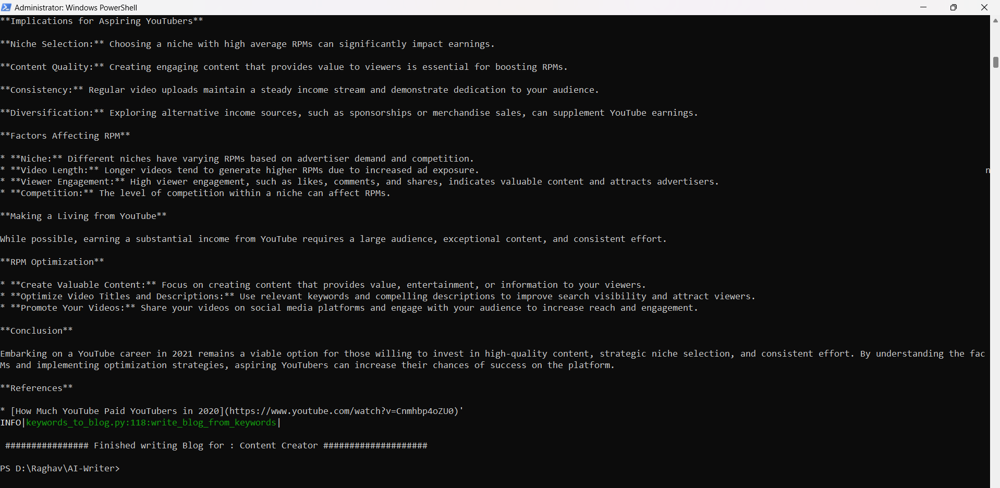 Administrator: Windows PowerShell
**Implications for Aspiring YouTubers**
**Niche Selection:** Choosing a niche with high average RPMs can significantly impact earnings.
**Content Quality:** Creating engaging content that provides value to viewers is essential for boosting RPMs.
**Consistency:** Regular video uploads maintain a steady income stream and demonstrate dedication to your audience.
**Diversification:** Exploring alternative income sources, such as sponsorships or merchandise sales, can supplement YouTube earnings.
**Factors Affecting RPM**
* **Niche:** Different niches have varying RPMs based on advertiser demand and competition.
* **Video Length:** Longer videos tend to generate higher RPMs due to increased ad exposure. n
* **Viewer Engagement:** High viewer engagement, such as likes, comments, and shares, indicates valuable content and attracts advertisers.
* **Competition:** The level of competition within a niche can affect RPMs.
**Making a Living from YouTube**
While possible, earning a substantial income from YouTube requires a large audience, exceptional content, and consistent effort.
**RPM Optimization**
* **Create Valuable Content:** Focus on creating content that provides value, entertainment, or information to your viewers.
* **Optimize Video Titles and Descriptions:** Use relevant keywords and compelling descriptions to improve search visibility and attract viewers.
* **Promote Your Videos:** Share your videos on social media platforms and engage with your audience to increase reach and engagement.
**Conclusion**
Embarking on a YouTube career in 2021 remains a viable option for those willing to invest in high-quality content, strategic niche selection, and consistent effort. By understanding the fac
Ms and implementing optimization strategies, aspiring YouTubers can increase their chances of success on the platform.
**References**
* [How Much YouTube Paid YouTubers in 2020](https://www.youtube.com/watch?v=Cnmhbp4oZU0)'
INFO|keywords_to_blog.py:118:write_blog_from_keywords|
################ Finished writing Blog for : Content Creator ####################
PS D:\Raghav\AI-Writer>